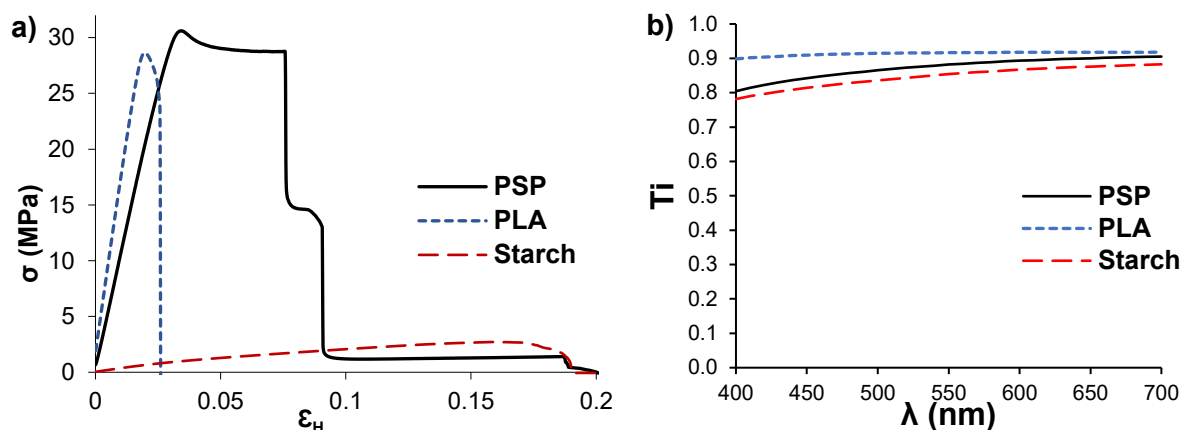 a)
30
25
20
15
10
5
0
σ (MPa)
0
0.05
0.1
0.15
0.2
ε_H
PSP
PLA
Starch
b)
1.0
0.9
0.8
0.7
0.6
0.5
0.4
0.3
0.2
0.1
0.0
Ti
400
450
500
550
600
650
700
λ (nm)
PSP
PLA
Starch